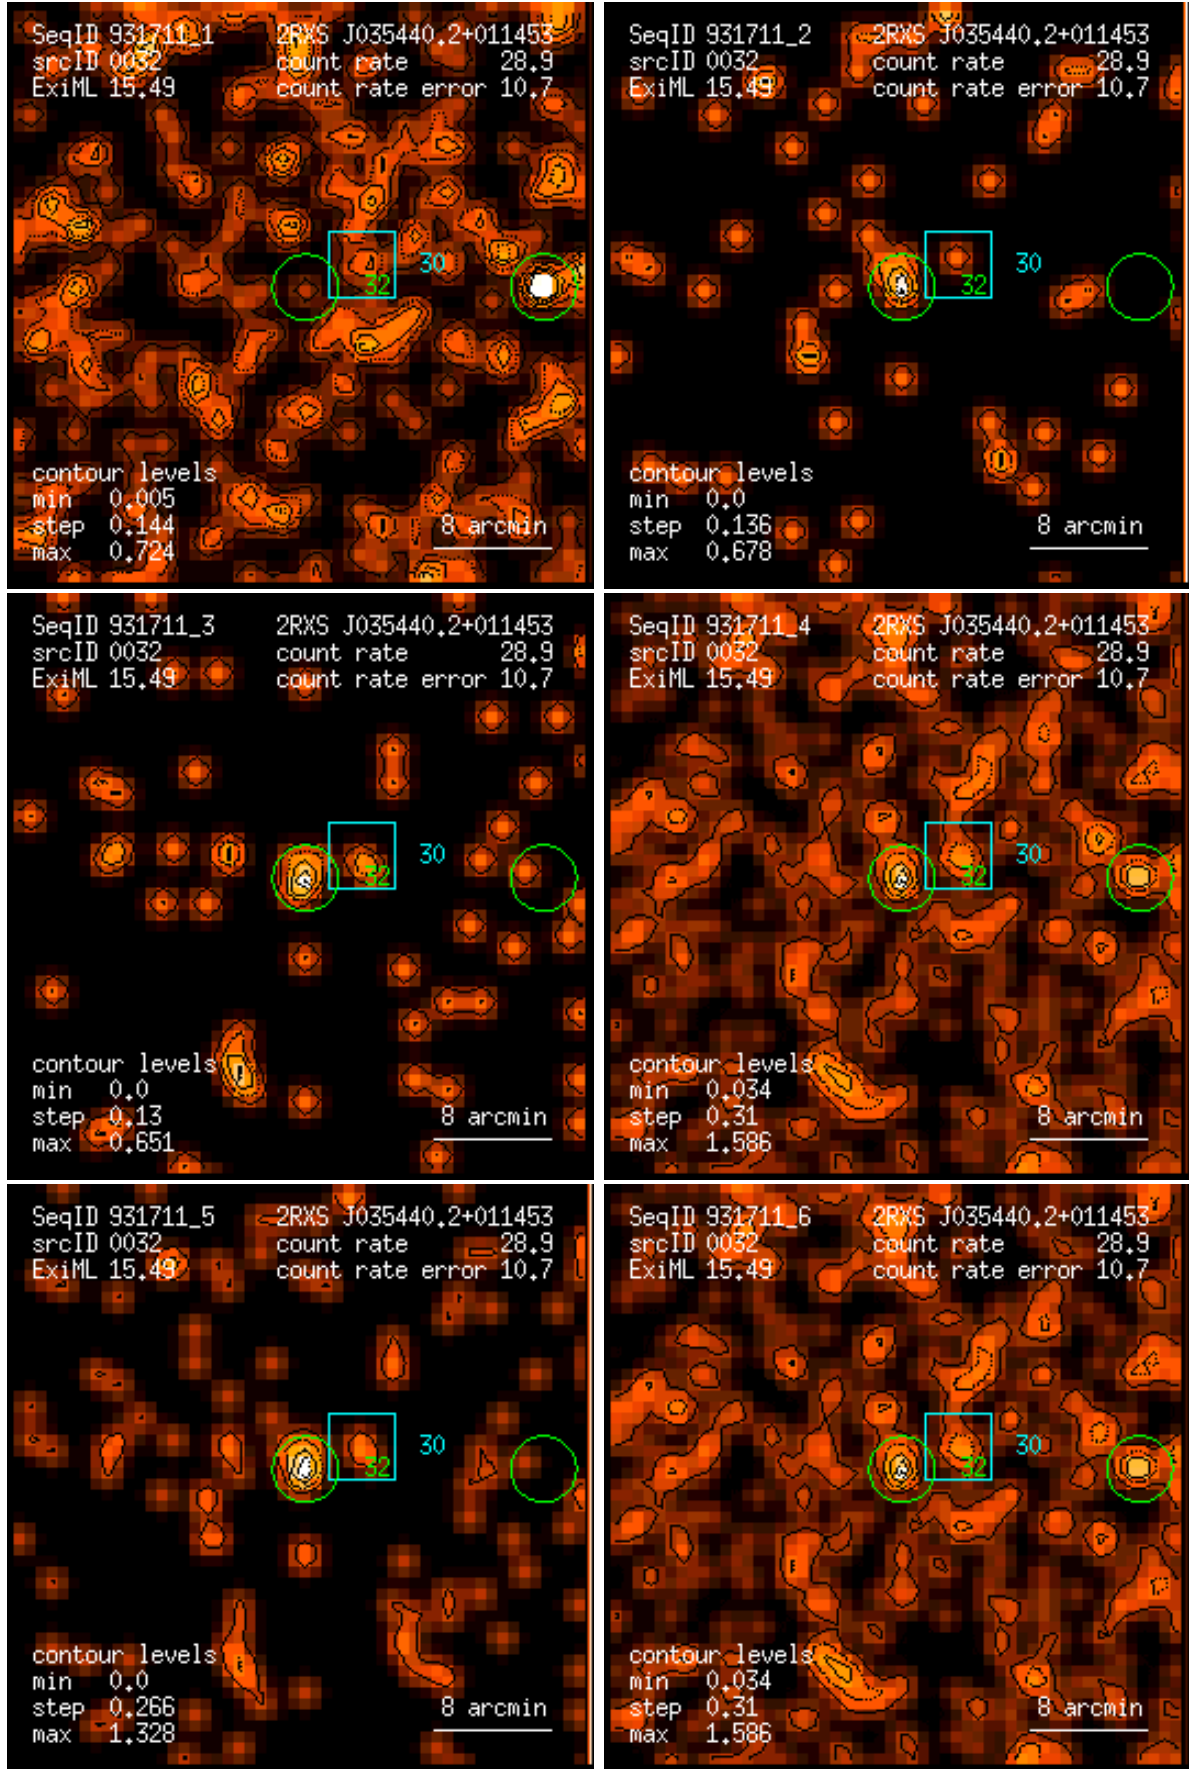 SeqID 931711_1 2RXS J035440.2+011453
srcID 0032 count rate 28.9
ExiML 15.49 count rate error 10.7
30
32
contour levels
min 0.005
step 0.144 8 arcmin
max 0.724
SeqID 931711_2 2RXS J035440.2+011453
srcID 0032 count rate 28.9
ExiML 15.49 count rate error 10.7
30
32
contour levels
min 0.0
step 0.136 8 arcmin
max 0.678
SeqID 931711_3 2RXS J035440.2+011453
srcID 0032 count rate 28.9
ExiML 15.49 count rate error 10.7
30
32
contour levels
min 0.0
step 0.13 8 arcmin
max 0.651
SeqID 931711_4 2RXS J035440.2+011453
srcID 0032 count rate 28.9
ExiML 15.49 count rate error 10.7
30
32
contour levels
min 0.034
step 0.31 8 arcmin
max 1.586
SeqID 931711_5 2RXS J035440.2+011453
srcID 0032 count rate 28.9
ExiML 15.49 count rate error 10.7
30
32
contour levels
min 0.0
step 0.266 8 arcmin
max 1.328
SeqID 931711_6 2RXS J035440.2+011453
srcID 0032 count rate 28.9
ExiML 15.49 count rate error 10.7
30
32
contour levels
min 0.034
step 0.31 8 arcmin
max 1.586